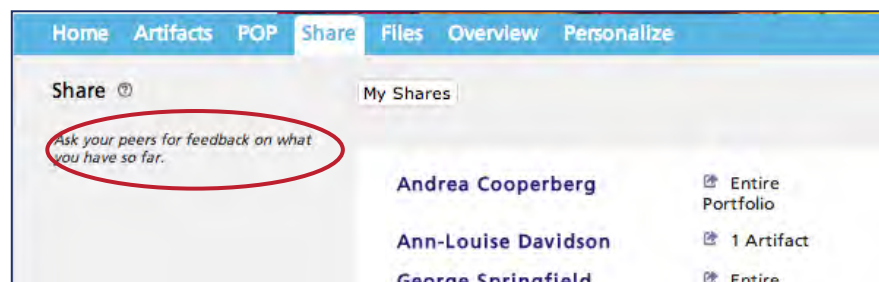 Home Artifacts POP Share Files Overview Personalize
Share ?
My Shares
Ask your peers for feedback on what
you have so far.
Andrea Cooperberg
Entire
Portfolio
Ann-Louise Davidson
1 Artifact
George Springfield
Entire